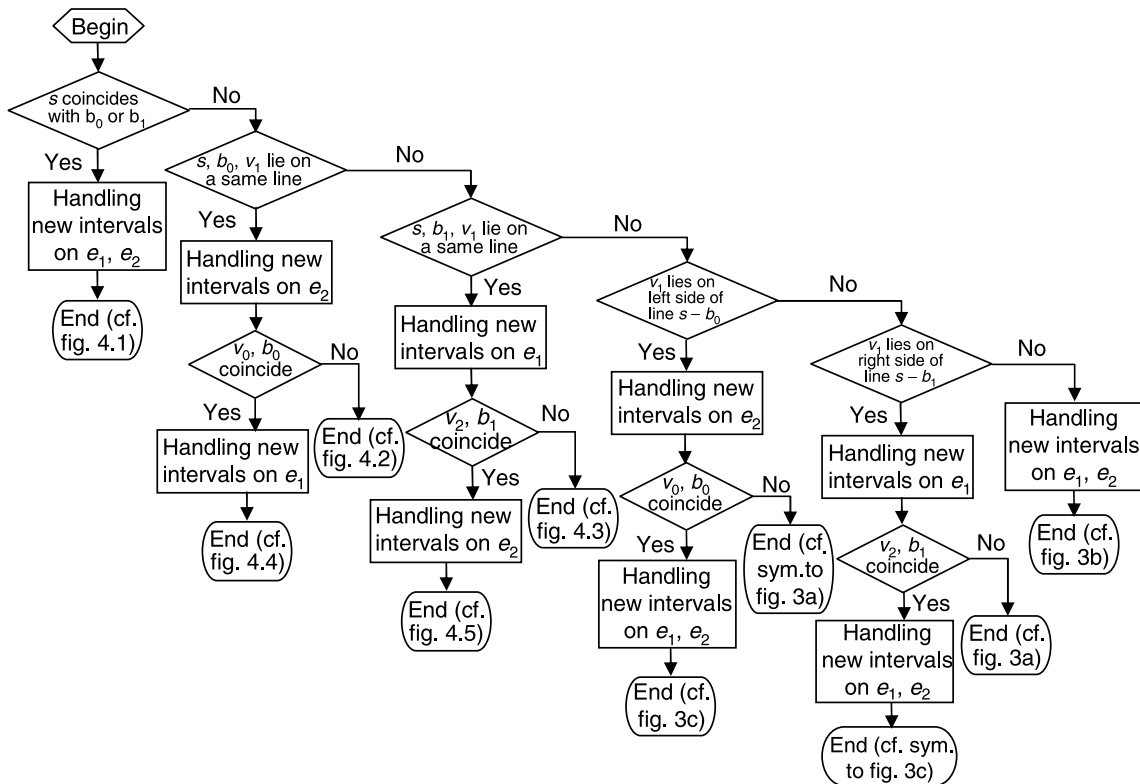 Begin
s coincides
with b₀ or b₁
No
Yes
Handling
new intervals
on e₁, e₂
End (cf.
fig. 4.1)
s, b₀, v₁ lie on
a same line
No
Yes
Handling new
intervals on e₂
v₀, b₀
coincide
No
Yes
End (cf.
fig. 4.2)
Handling new
intervals on e₁
End (cf.
fig. 4.4)
s, b₁, v₁ lie on
a same line
No
Yes
Handling new
intervals on e₁
v₂, b₁
coincide
No
Yes
End (cf.
fig. 4.3)
Handling new
intervals on e₂
End (cf.
fig. 4.5)
v₁ lies on
left side of
line s – b₀
No
Yes
Handling new
intervals on e₂
v₀, b₀
coincide
No
Yes
End (cf.
sym.to
fig. 3a)
Handling
new intervals
on e₁, e₂
End (cf.
fig. 3c)
v₁ lies on
right side of
line s – b₁
No
Yes
Handling
new intervals
on e₁, e₂
End (cf.
fig. 3b)
Handling new
intervals on e₁
v₂, b₁
coincide
No
Yes
End (cf.
fig. 3a)
Handling
new intervals
on e₁, e₂
End (cf. sym.
to fig. 3c)